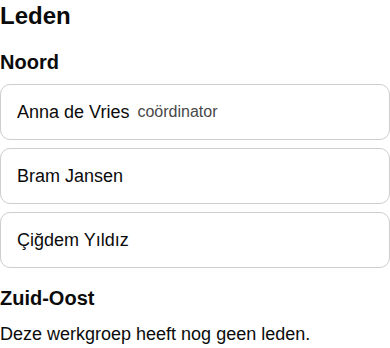 Leden
Noord
Anna de Vries coördinator
Bram Jansen
Çiğdem Yıldız
Zuid-Oost
Deze werkgroep heeft nog geen leden.